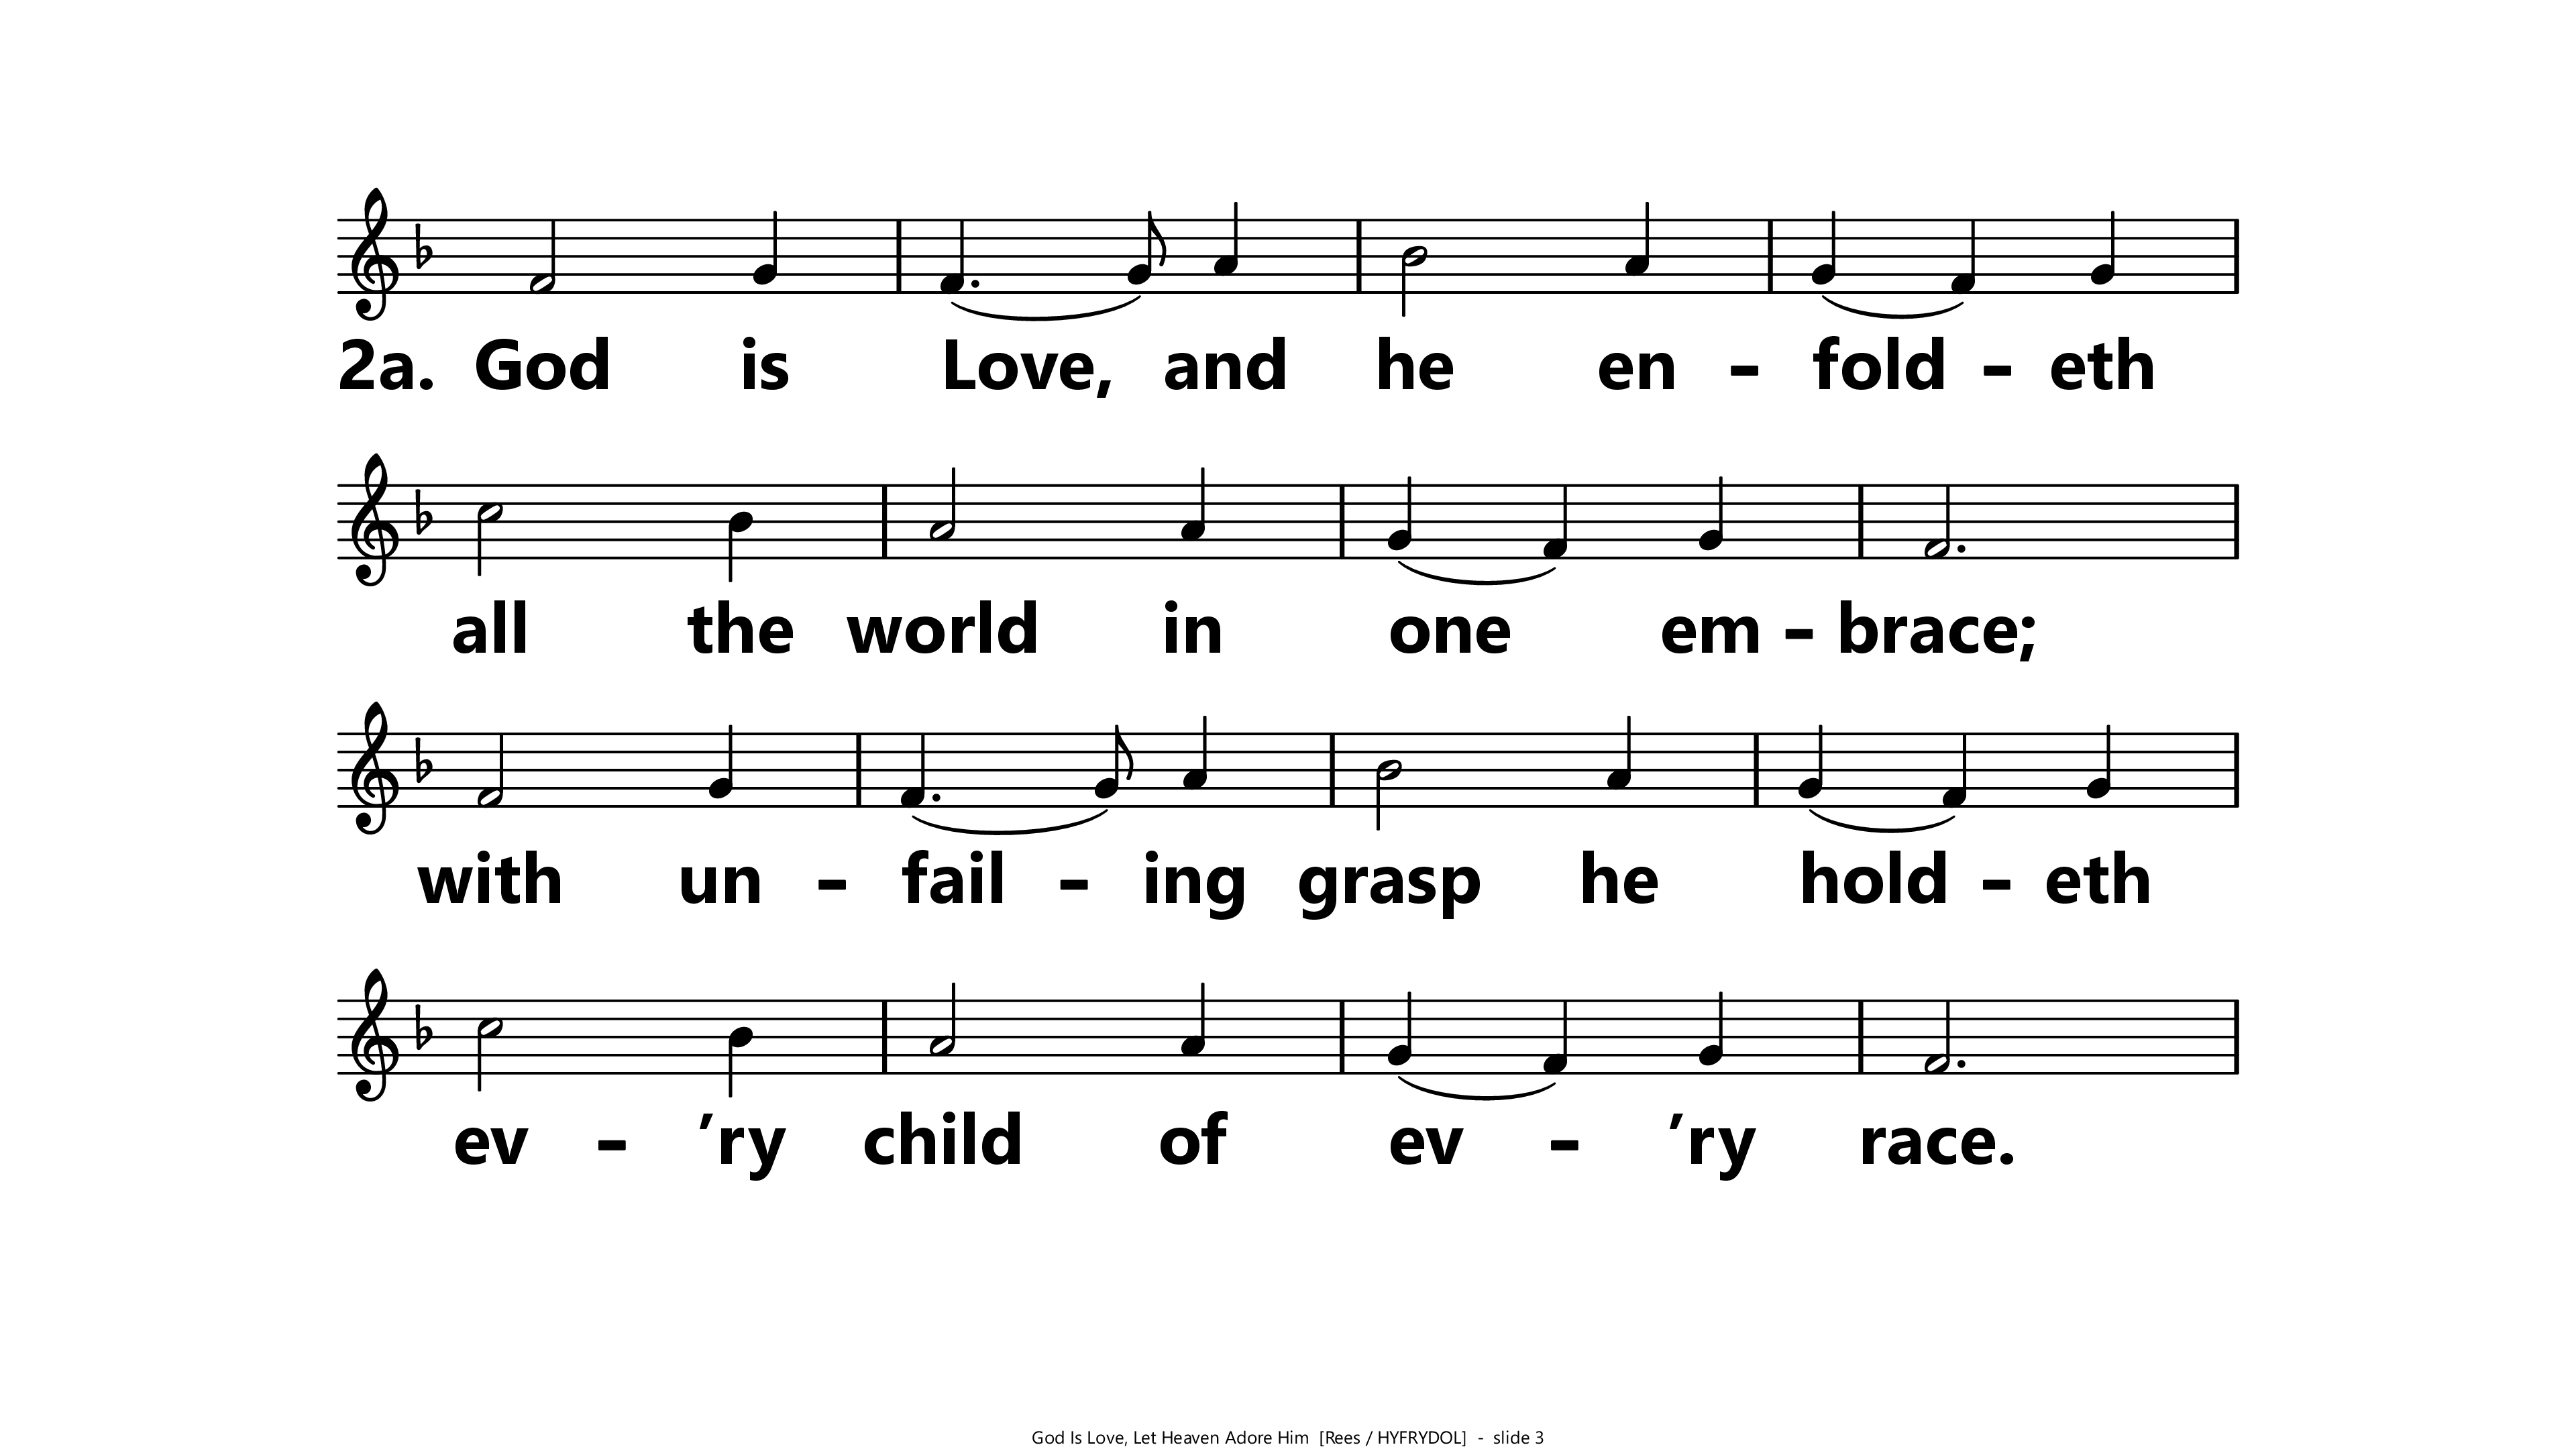 2a. God is Love, and he en – fold – eth
all the world in one em – brace;
with un – fail – ing grasp he hold – eth
ev – ’ry child of ev – ’ry race.
God Is Love, Let Heaven Adore Him [Rees / HYFRYDOL] - slide 3